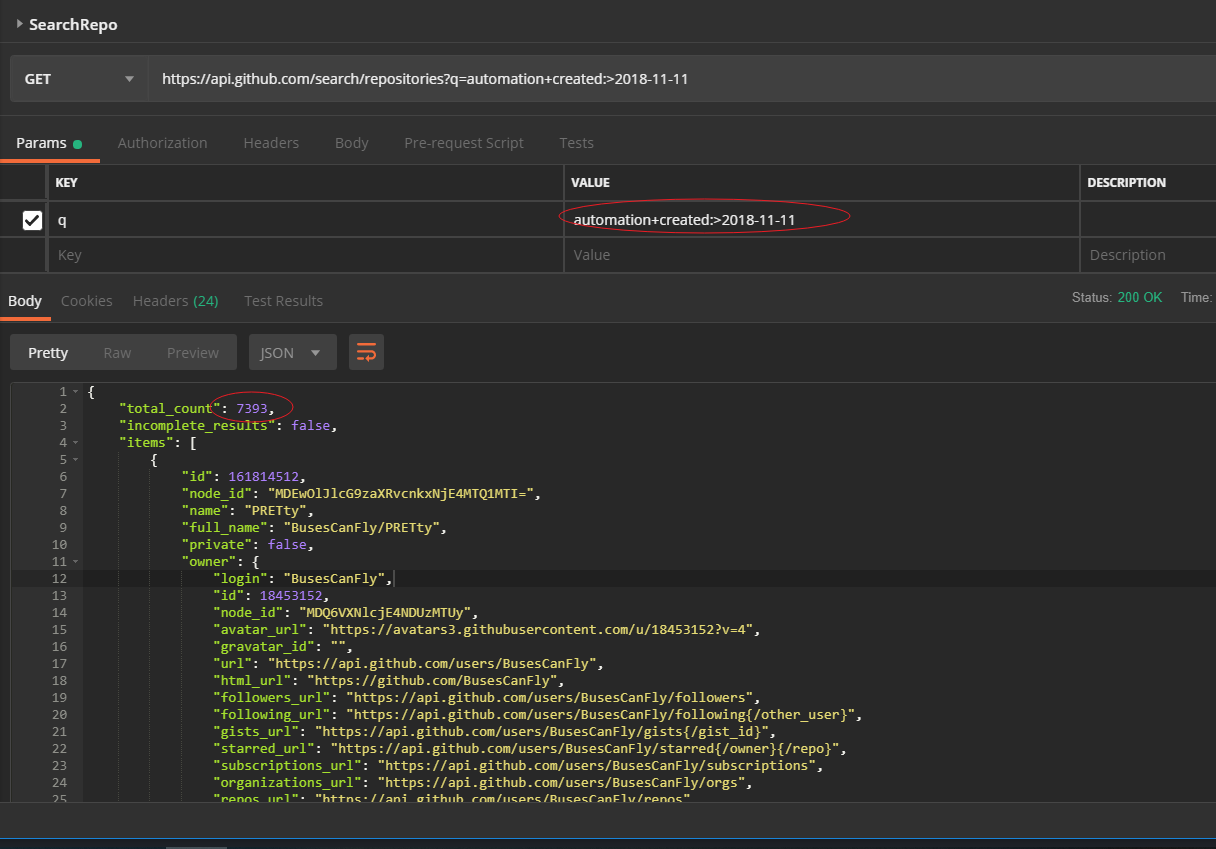 SearchRepo
GET https://api.github.com/search/repositories?q=automation+created:>2018-11-11
Params Authorization Headers Body Pre-request Script Tests
KEY VALUE DESCRIPTION
q automation+created:>2018-11-11
Key Value Description
Body Cookies Headers (24) Test Results Status: 200 OK Time:
Pretty Raw Preview JSON
1 {
2 "total_count": 7393,
3 "incomplete_results": false,
4 "items": [
5 {
6 "id": 161814512,
7 "node_id": "MDEwOlJlcG9zaXRvcnkxNjE4MTQ1MTI=",
8 "name": "PRETty",
9 "full_name": "BusesCanFly/PRETty",
10 "private": false,
11 "owner": {
12 "login": "BusesCanFly",
13 "id": 18453152,
14 "node_id": "MDQ6VXNlcjE4NDUzMTUy",
15 "avatar_url": "https://avatars3.githubusercontent.com/u/18453152?v=4",
16 "gravatar_id": "",
17 "url": "https://api.github.com/users/BusesCanFly",
18 "html_url": "https://github.com/BusesCanFly",
19 "followers_url": "https://api.github.com/users/BusesCanFly/followers",
20 "following_url": "https://api.github.com/users/BusesCanFly/following{/other_user}",
21 "gists_url": "https://api.github.com/users/BusesCanFly/gists{/gist_id}",
22 "starred_url": "https://api.github.com/users/BusesCanFly/starred{/owner}{/repo}",
23 "subscriptions_url": "https://api.github.com/users/BusesCanFly/subscriptions",
24 "organizations_url": "https://api.github.com/users/BusesCanFly/orgs",
25 "repos_url": "https://api.github.com/users/BusesCanFly/repos"